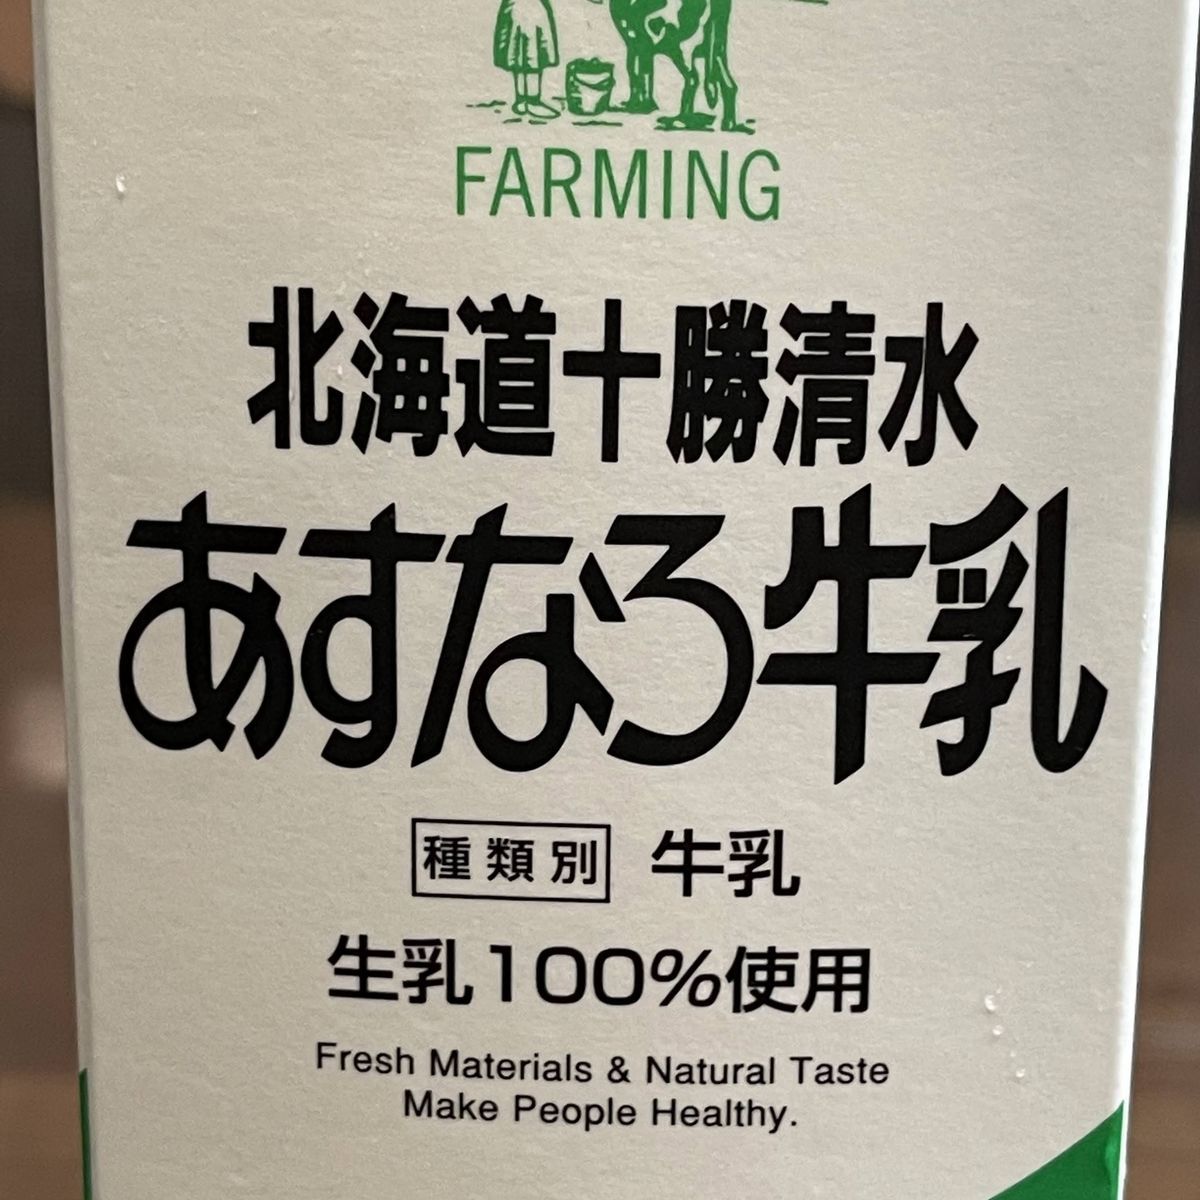 FARMING
北海道十勝清水
あすなろ牛乳
種類別 牛乳
生乳100%使用
Fresh Materials & Natural Taste
Make People Healthy.